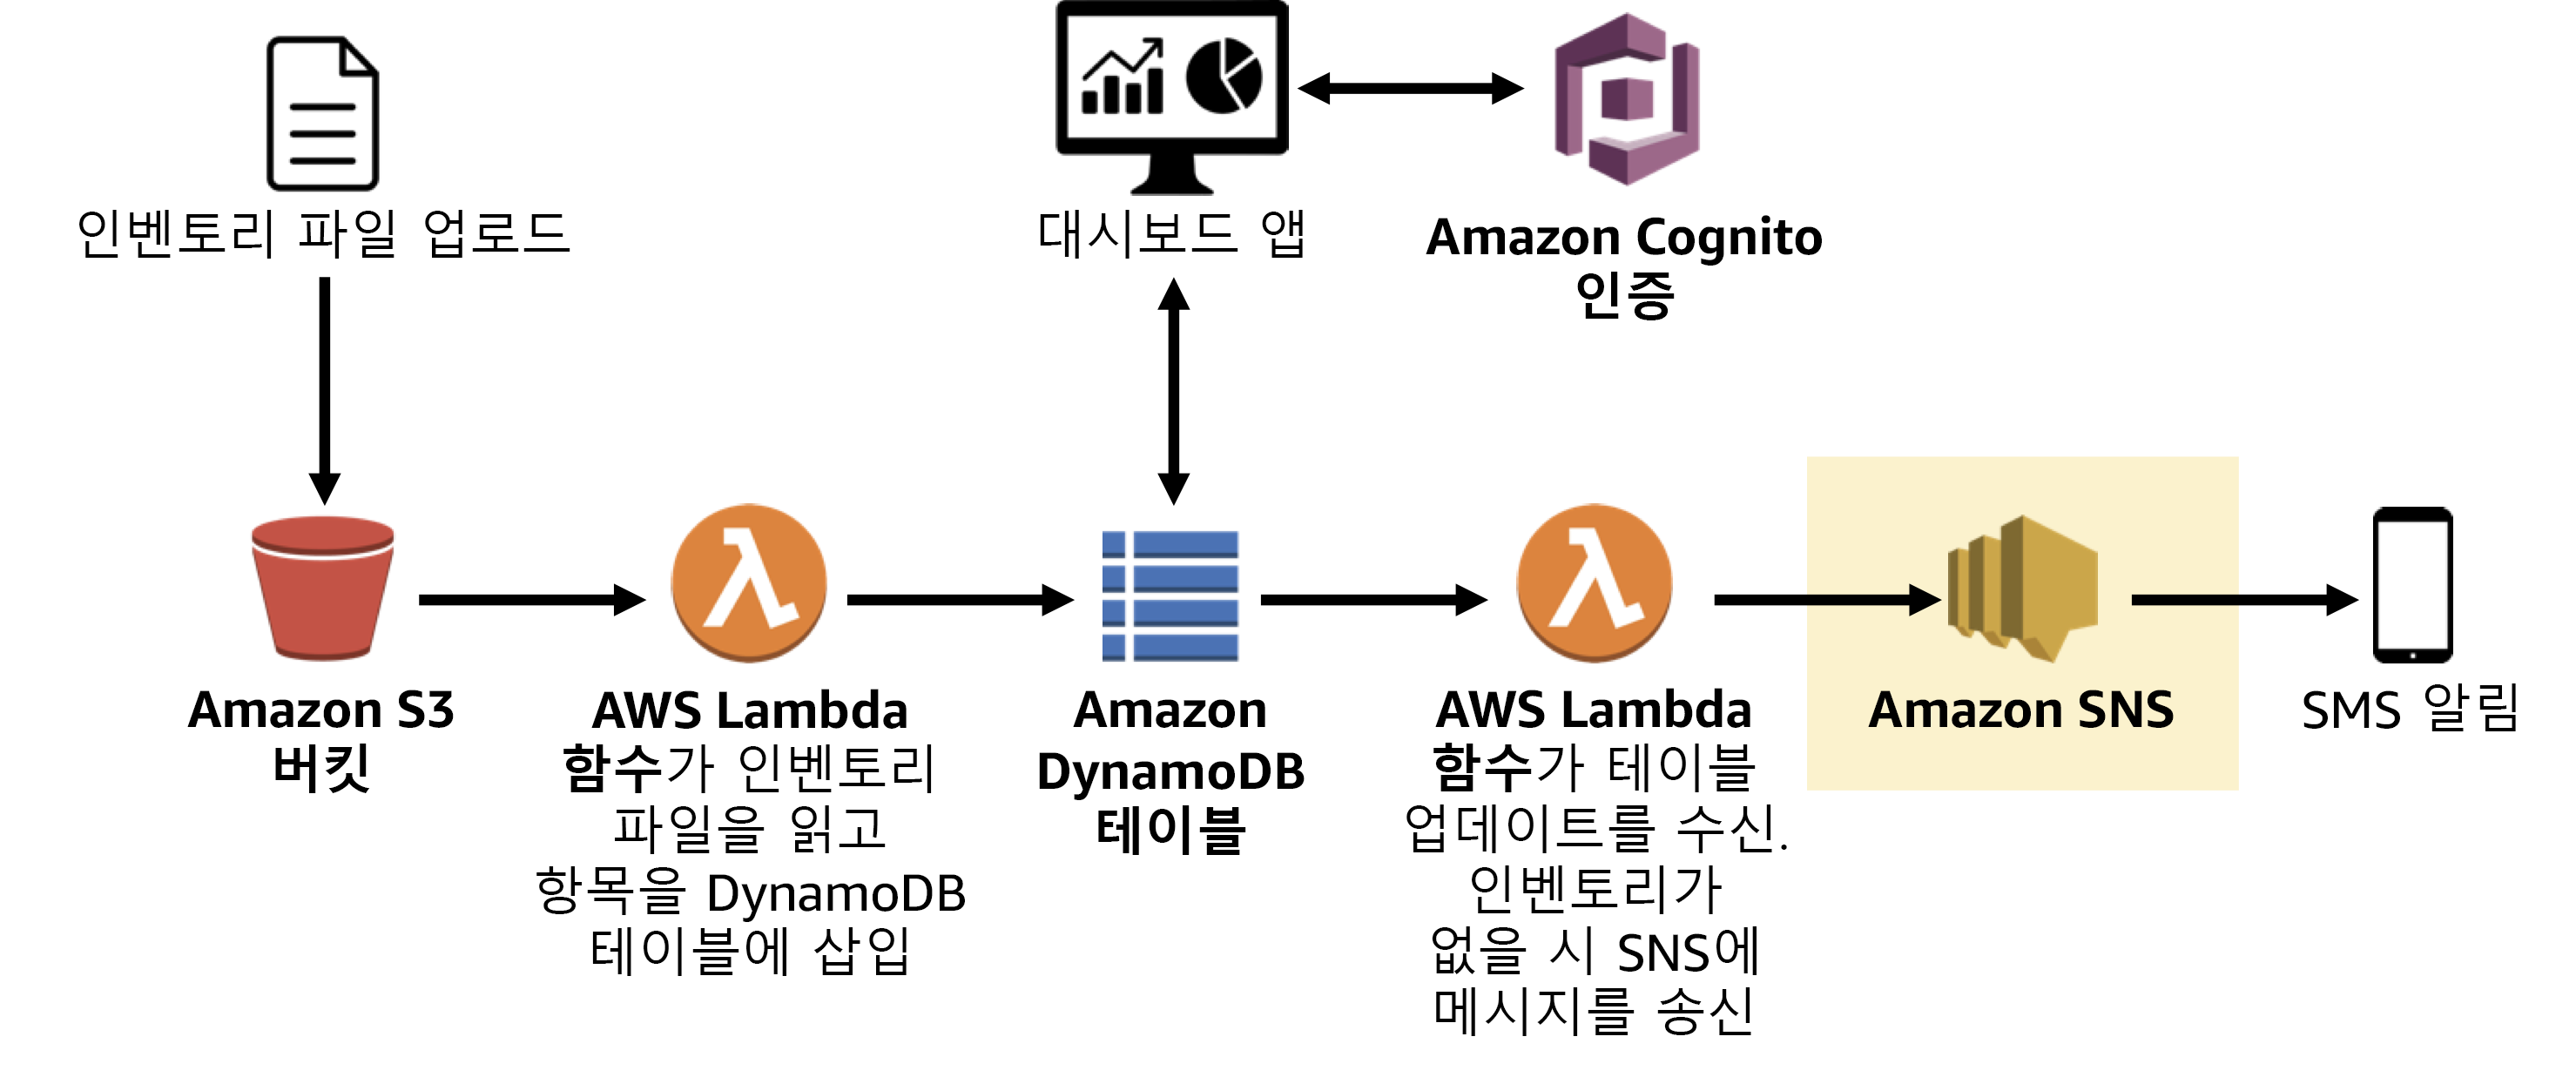 인벤토리 파일 업로드
대시보드 앱
Amazon Cognito
인증
Amazon S3
버킷
AWS Lambda
함수가 인벤토리
파일을 읽고
항목을 DynamoDB
테이블에 삽입
Amazon
DynamoDB
테이블
AWS Lambda
함수가 테이블
업데이트를 수신.
인벤토리가
없을 시 SNS에
메시지를 송신
Amazon SNS
SMS 알림